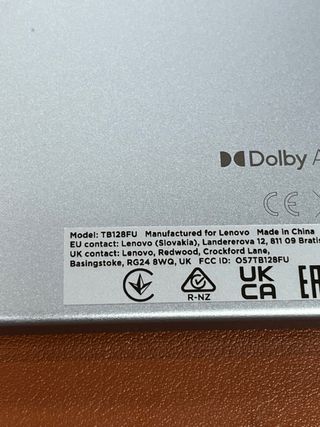 Dolby A
CE
Model: TB128FU Manufactured for Lenovo Made in China
EU contact: Lenovo (Slovakia), Landererova 12, 811 09 Bratis
UK contact: Lenovo, Redwood, Crockford Lane,
Basingstoke, RG24 8WQ, UK FCC ID: O57TB128FU
R-NZ
UK
CA
EAC